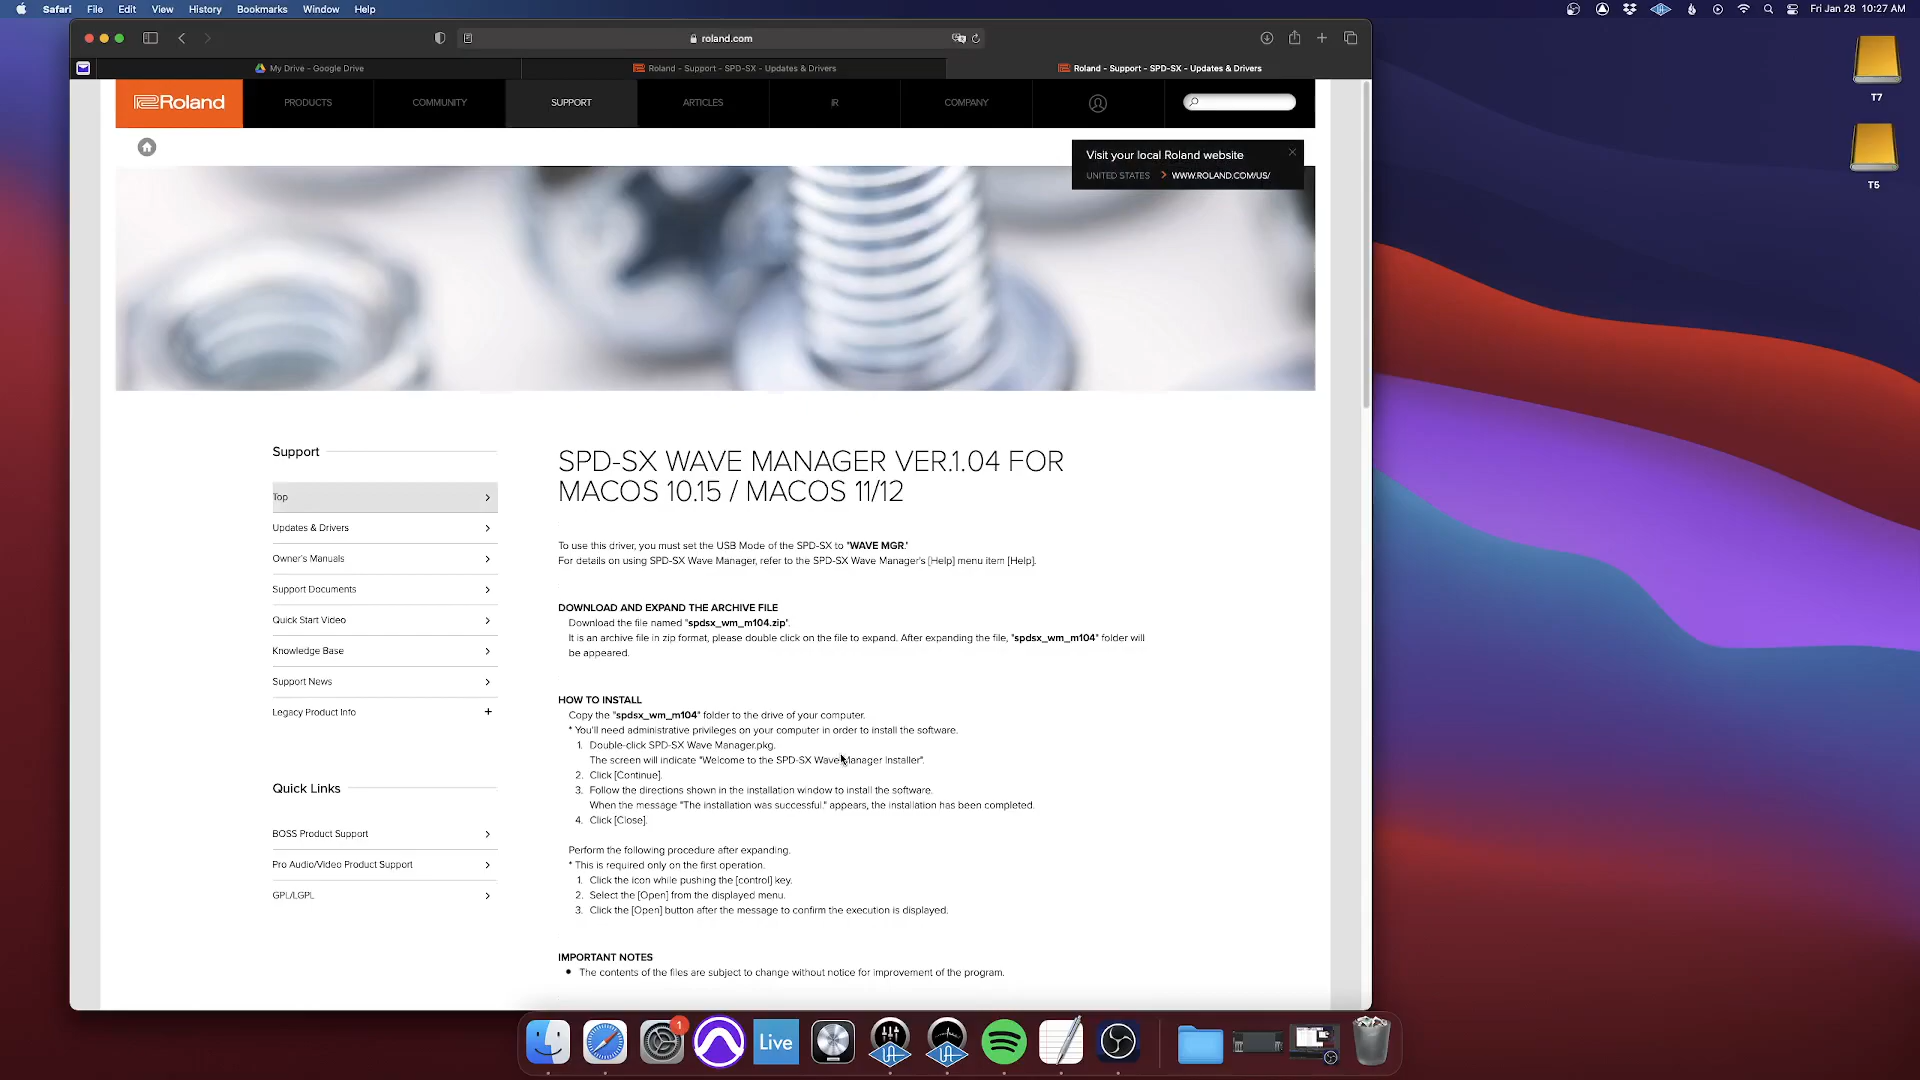 Safari File Edit View History Bookmarks Window Help
Fri Jan 28 10:27 AM
roland.com
My Drive – Google Drive
Roland - Support - SPD-SX - Updates & Drivers
Roland - Support - SPD-SX - Updates & Drivers
Roland
PRODUCTS
COMMUNITY
SUPPORT
ARTICLES
IR
COMPANY
T7
T5
Visit your local Roland website
UNITED STATES WWW.ROLAND.COM/US/
Support
Top
Updates & Drivers
Owner's Manuals
Support Documents
Quick Start Video
Knowledge Base
Support News
Legacy Product Info +
Quick Links
BOSS Product Support
Pro Audio/Video Product Support
GPL/LGPL
SPD-SX WAVE MANAGER VER.1.04 FOR
MACOS 10.15 / MACOS 11/12
To use this driver, you must set the USB Mode of the SPD-SX to "WAVE MGR."
For details on using SPD-SX Wave Manager, refer to the SPD-SX Wave Manager's [Help] menu item [Help].
DOWNLOAD AND EXPAND THE ARCHIVE FILE
Download the file named "spdsx_wm_m104.zip".
It is an archive file in zip format, please double click on the file to expand. After expanding the file, "spdsx_wm_m104" folder will
be appeared.
HOW TO INSTALL
Copy the "spdsx_wm_m104" folder to the drive of your computer.
* You'll need administrative privileges on your computer in order to install the software.
1. Double-click SPD-SX Wave Manager.pkg.
The screen will indicate "Welcome to the SPD-SX Wave Manager Installer".
2. Click [Continue].
3. Follow the directions shown in the installation window to install the software.
When the message "The installation was successful." appears, the installation has been completed.
4. Click [Close].
Perform the following procedure after expanding.
* This is required only on the first operation.
1. Click the icon while pushing the [control] key.
2. Select the [Open] from the displayed menu.
3. Click the [Open] button after the message to confirm the execution is displayed.
IMPORTANT NOTES
• The contents of the files are subject to change without notice for improvement of the program.
1
Live